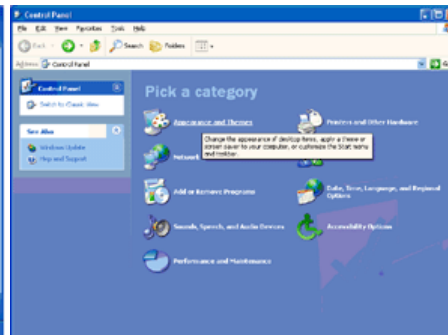 Control Panel
File Edit View Favorites Tools Help
Back Search Folders
Address Control Panel Go
Control Panel
Switch to Classic View
See Also
Windows Update
Help and Support
Pick a category
Appearance and Themes
Printers and Other Hardware
Change the appearance of desktop items, apply a theme or
screen saver to your computer, or customize the Start menu
and taskbar.
Network
Add or Remove Programs
Date, Time, Language, and Regional
Options
Sounds, Speech, and Audio Devices
Accessibility Options
Performance and Maintenance